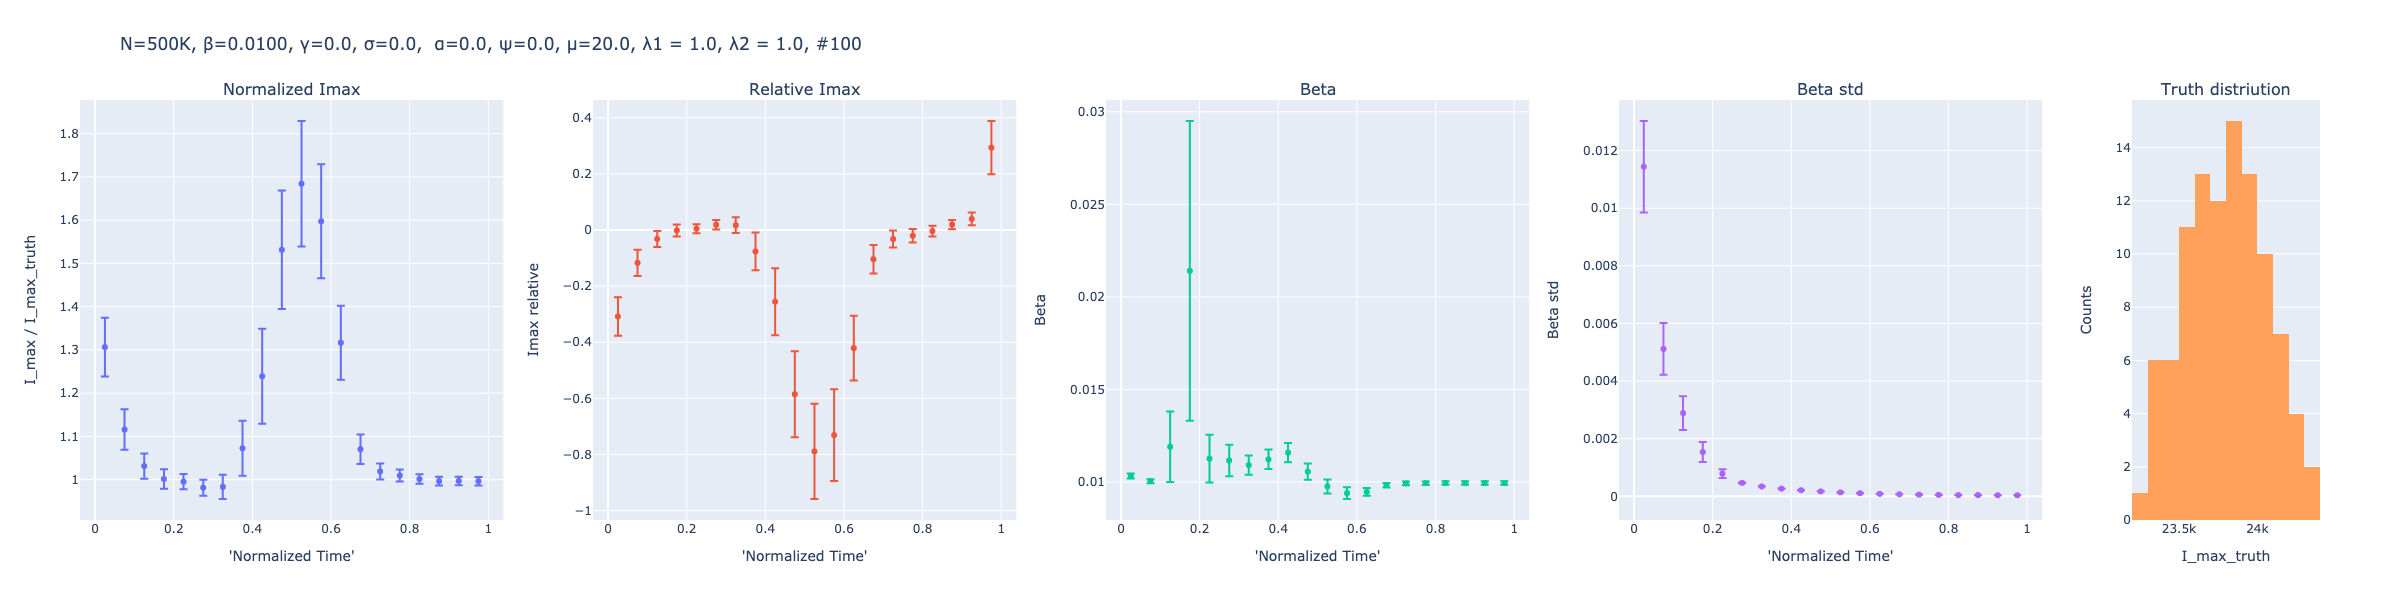 N=500K, β=0.0100, γ=0.0, σ=0.0,  α=0.0, ψ=0.0, μ=20.0, λ1 = 1.0, λ2 = 1.0, #100
Normalized Imax
I_max / I_max_truth
1.8
1.7
1.6
1.5
1.4
1.3
1.2
1.1
1
0 0.2 0.4 0.6 0.8 1
'Normalized Time'
Relative Imax
Imax relative
0.4
0.2
0
−0.2
−0.4
−0.6
−0.8
−1
0 0.2 0.4 0.6 0.8 1
'Normalized Time'
Beta
Beta
0.03
0.025
0.02
0.015
0.01
0 0.2 0.4 0.6 0.8 1
'Normalized Time'
Beta std
Beta std
0.012
0.01
0.008
0.006
0.004
0.002
0
0 0.2 0.4 0.6 0.8 1
'Normalized Time'
Truth distriution
Counts
14
12
10
8
6
4
2
0
23.5k 24k
I_max_truth